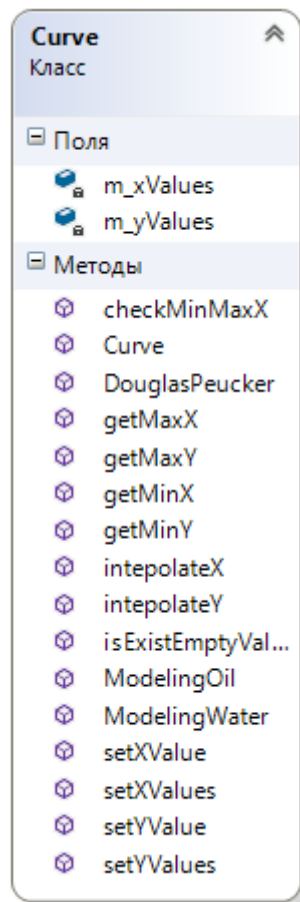 Curve
Класс
Поля
m_xValues
m_yValues
Методы
checkMinMaxX
Curve
DouglasPeucker
getMaxX
getMaxY
getMinX
getMinY
intepolateX
intepolateY
isExistEmptyVal...
ModelingOil
ModelingWater
setXValue
setXValues
setYValue
setYValues